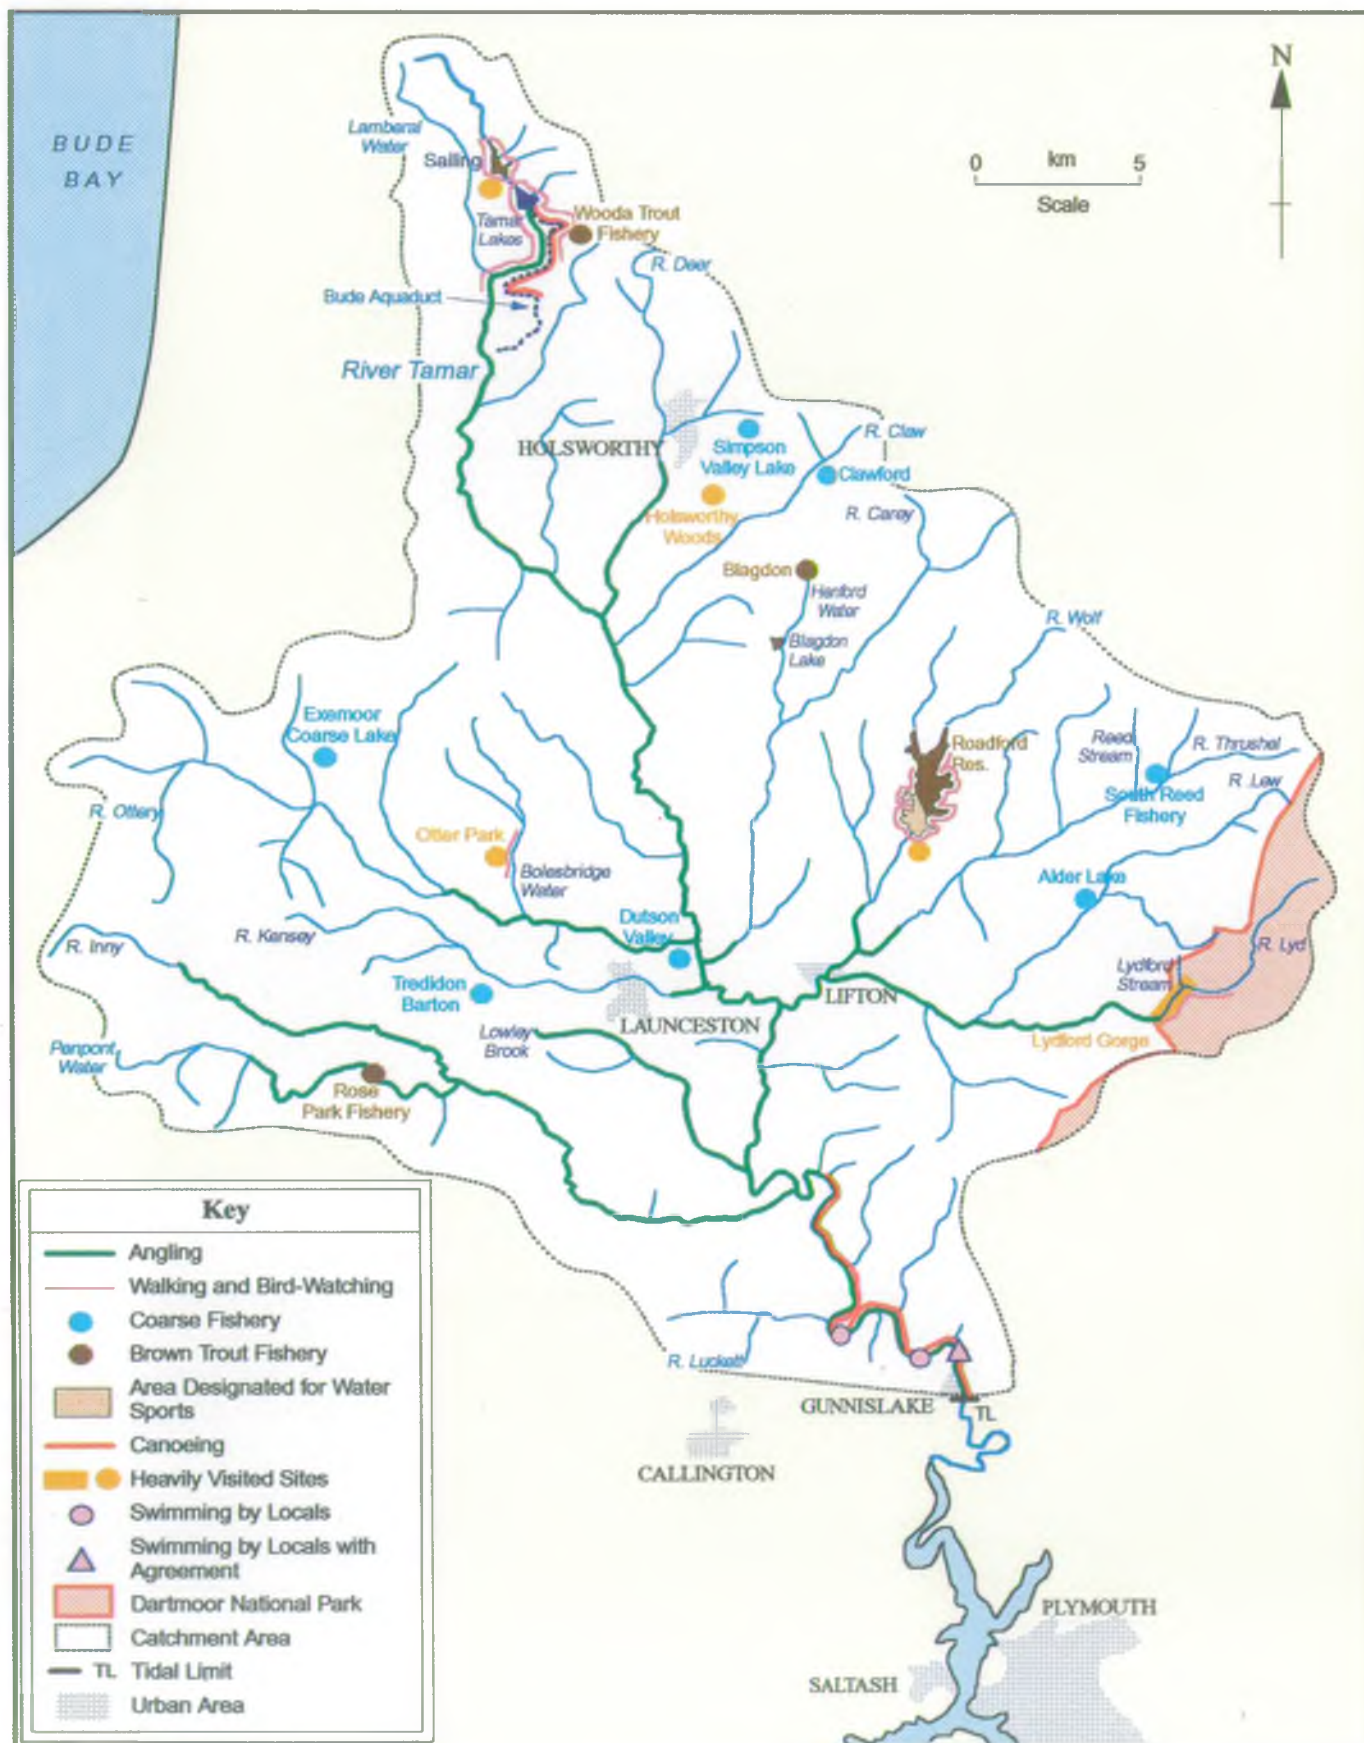 N
BUDE
BAY
0 km 5
Scale
Lamberal
Water
Sailing
Tamar
Lakes
Wooda Trout
Fishery
R. Deer
Bude Aquaduct
River Tamar
HOLSWORTHY
Simpson
Valley Lake
R. Claw
Clawford
Holsworthy
Woods
R. Carey
Blagdon
Henford
Water
Blagdon
Lake
R. Wolf
Exemoor
Coarse Lake
Roadford
Res.
Reed
Stream
R. Thrushel
R. Lew
South Reed
Fishery
R. Ottery
Otter Park
Bolesbridge
Water
Alder Lake
R. Inny
R. Kensey
Dutson
Valley
Tredidon
Barton
LAUNCESTON
LIFTON
Lydford
Stream
R. Lyd
Lydford Gorge
Lowley
Brook
Penpont
Water
Rose
Park Fishery
R. Luckett
GUNNISLAKE
TL
CALLINGTON
PLYMOUTH
SALTASH
Key
Angling
Walking and Bird-Watching
Coarse Fishery
Brown Trout Fishery
Area Designated for Water
Sports
Canoeing
Heavily Visited Sites
Swimming by Locals
Swimming by Locals with
Agreement
Dartmoor National Park
Catchment Area
TL Tidal Limit
Urban Area